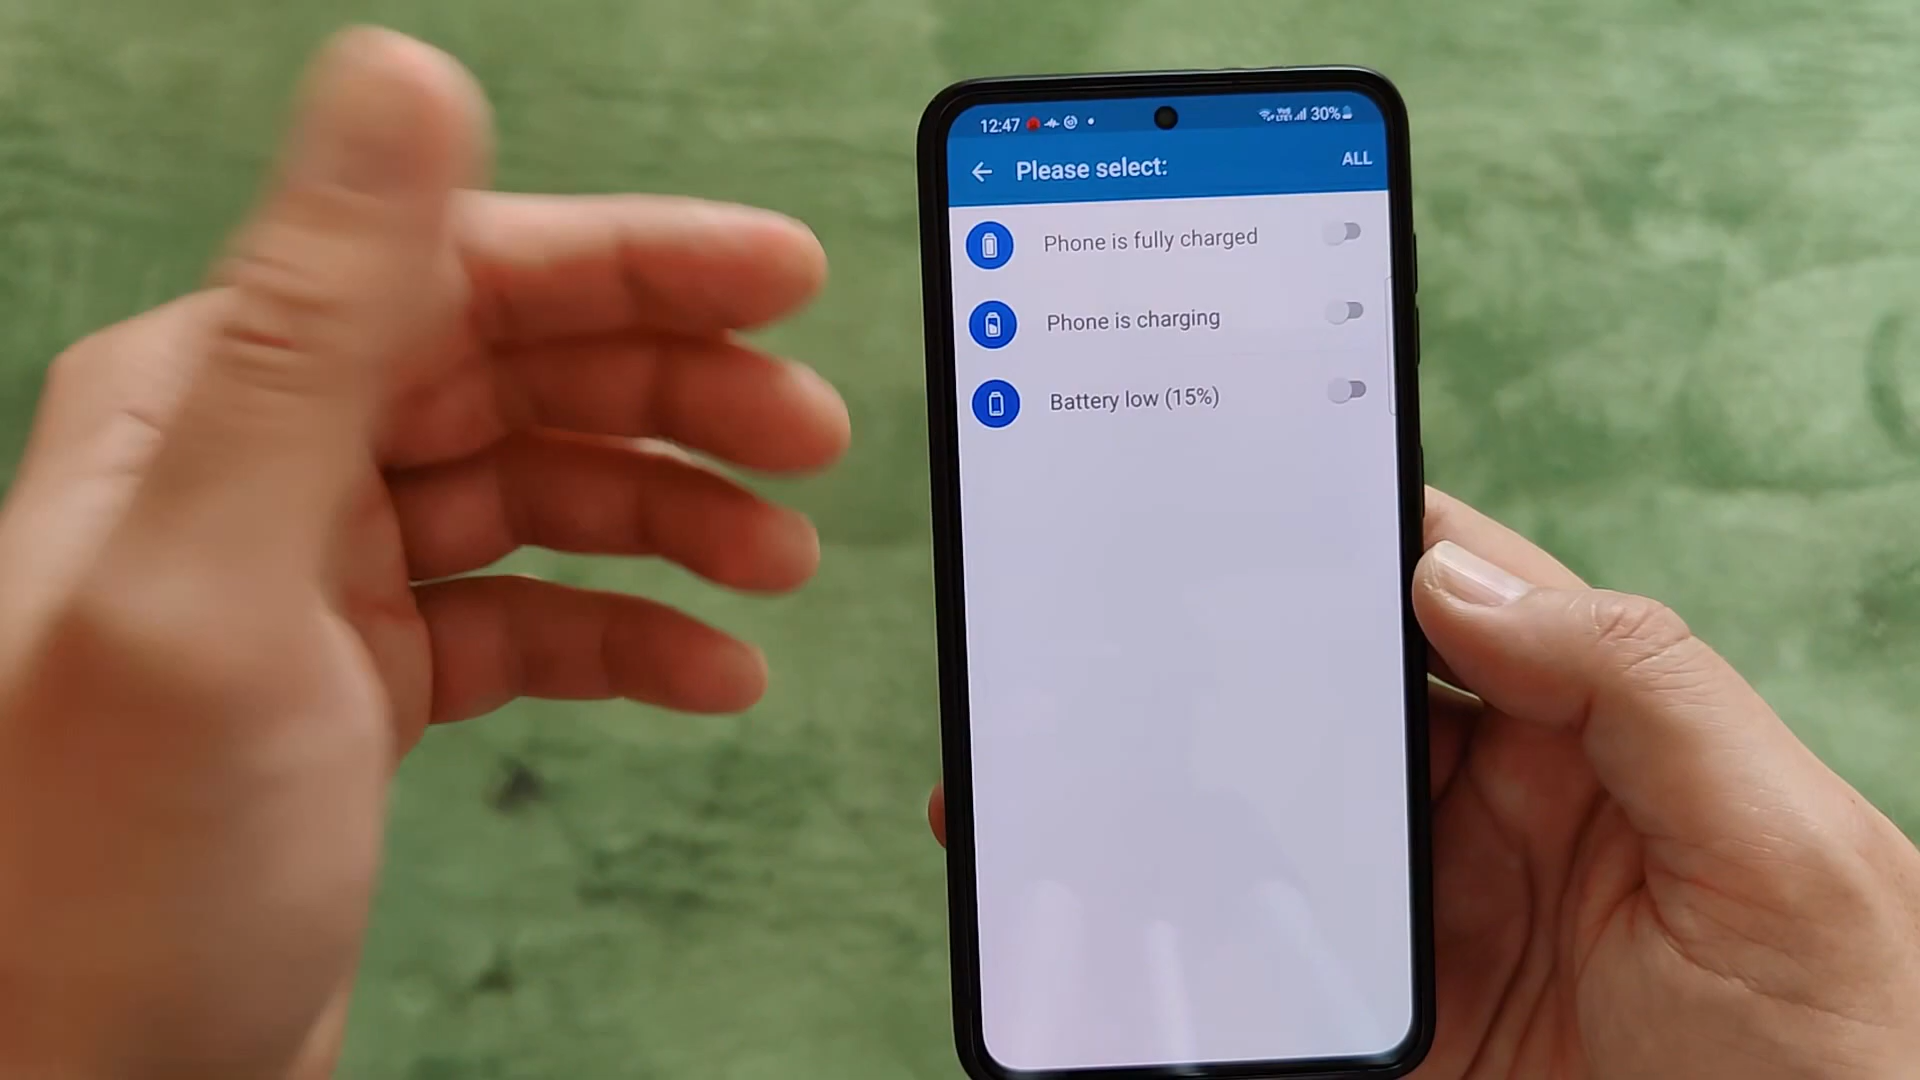 12:47 30%
Please select:
ALL
Phone is fully charged
Phone is charging
Battery low (15%)